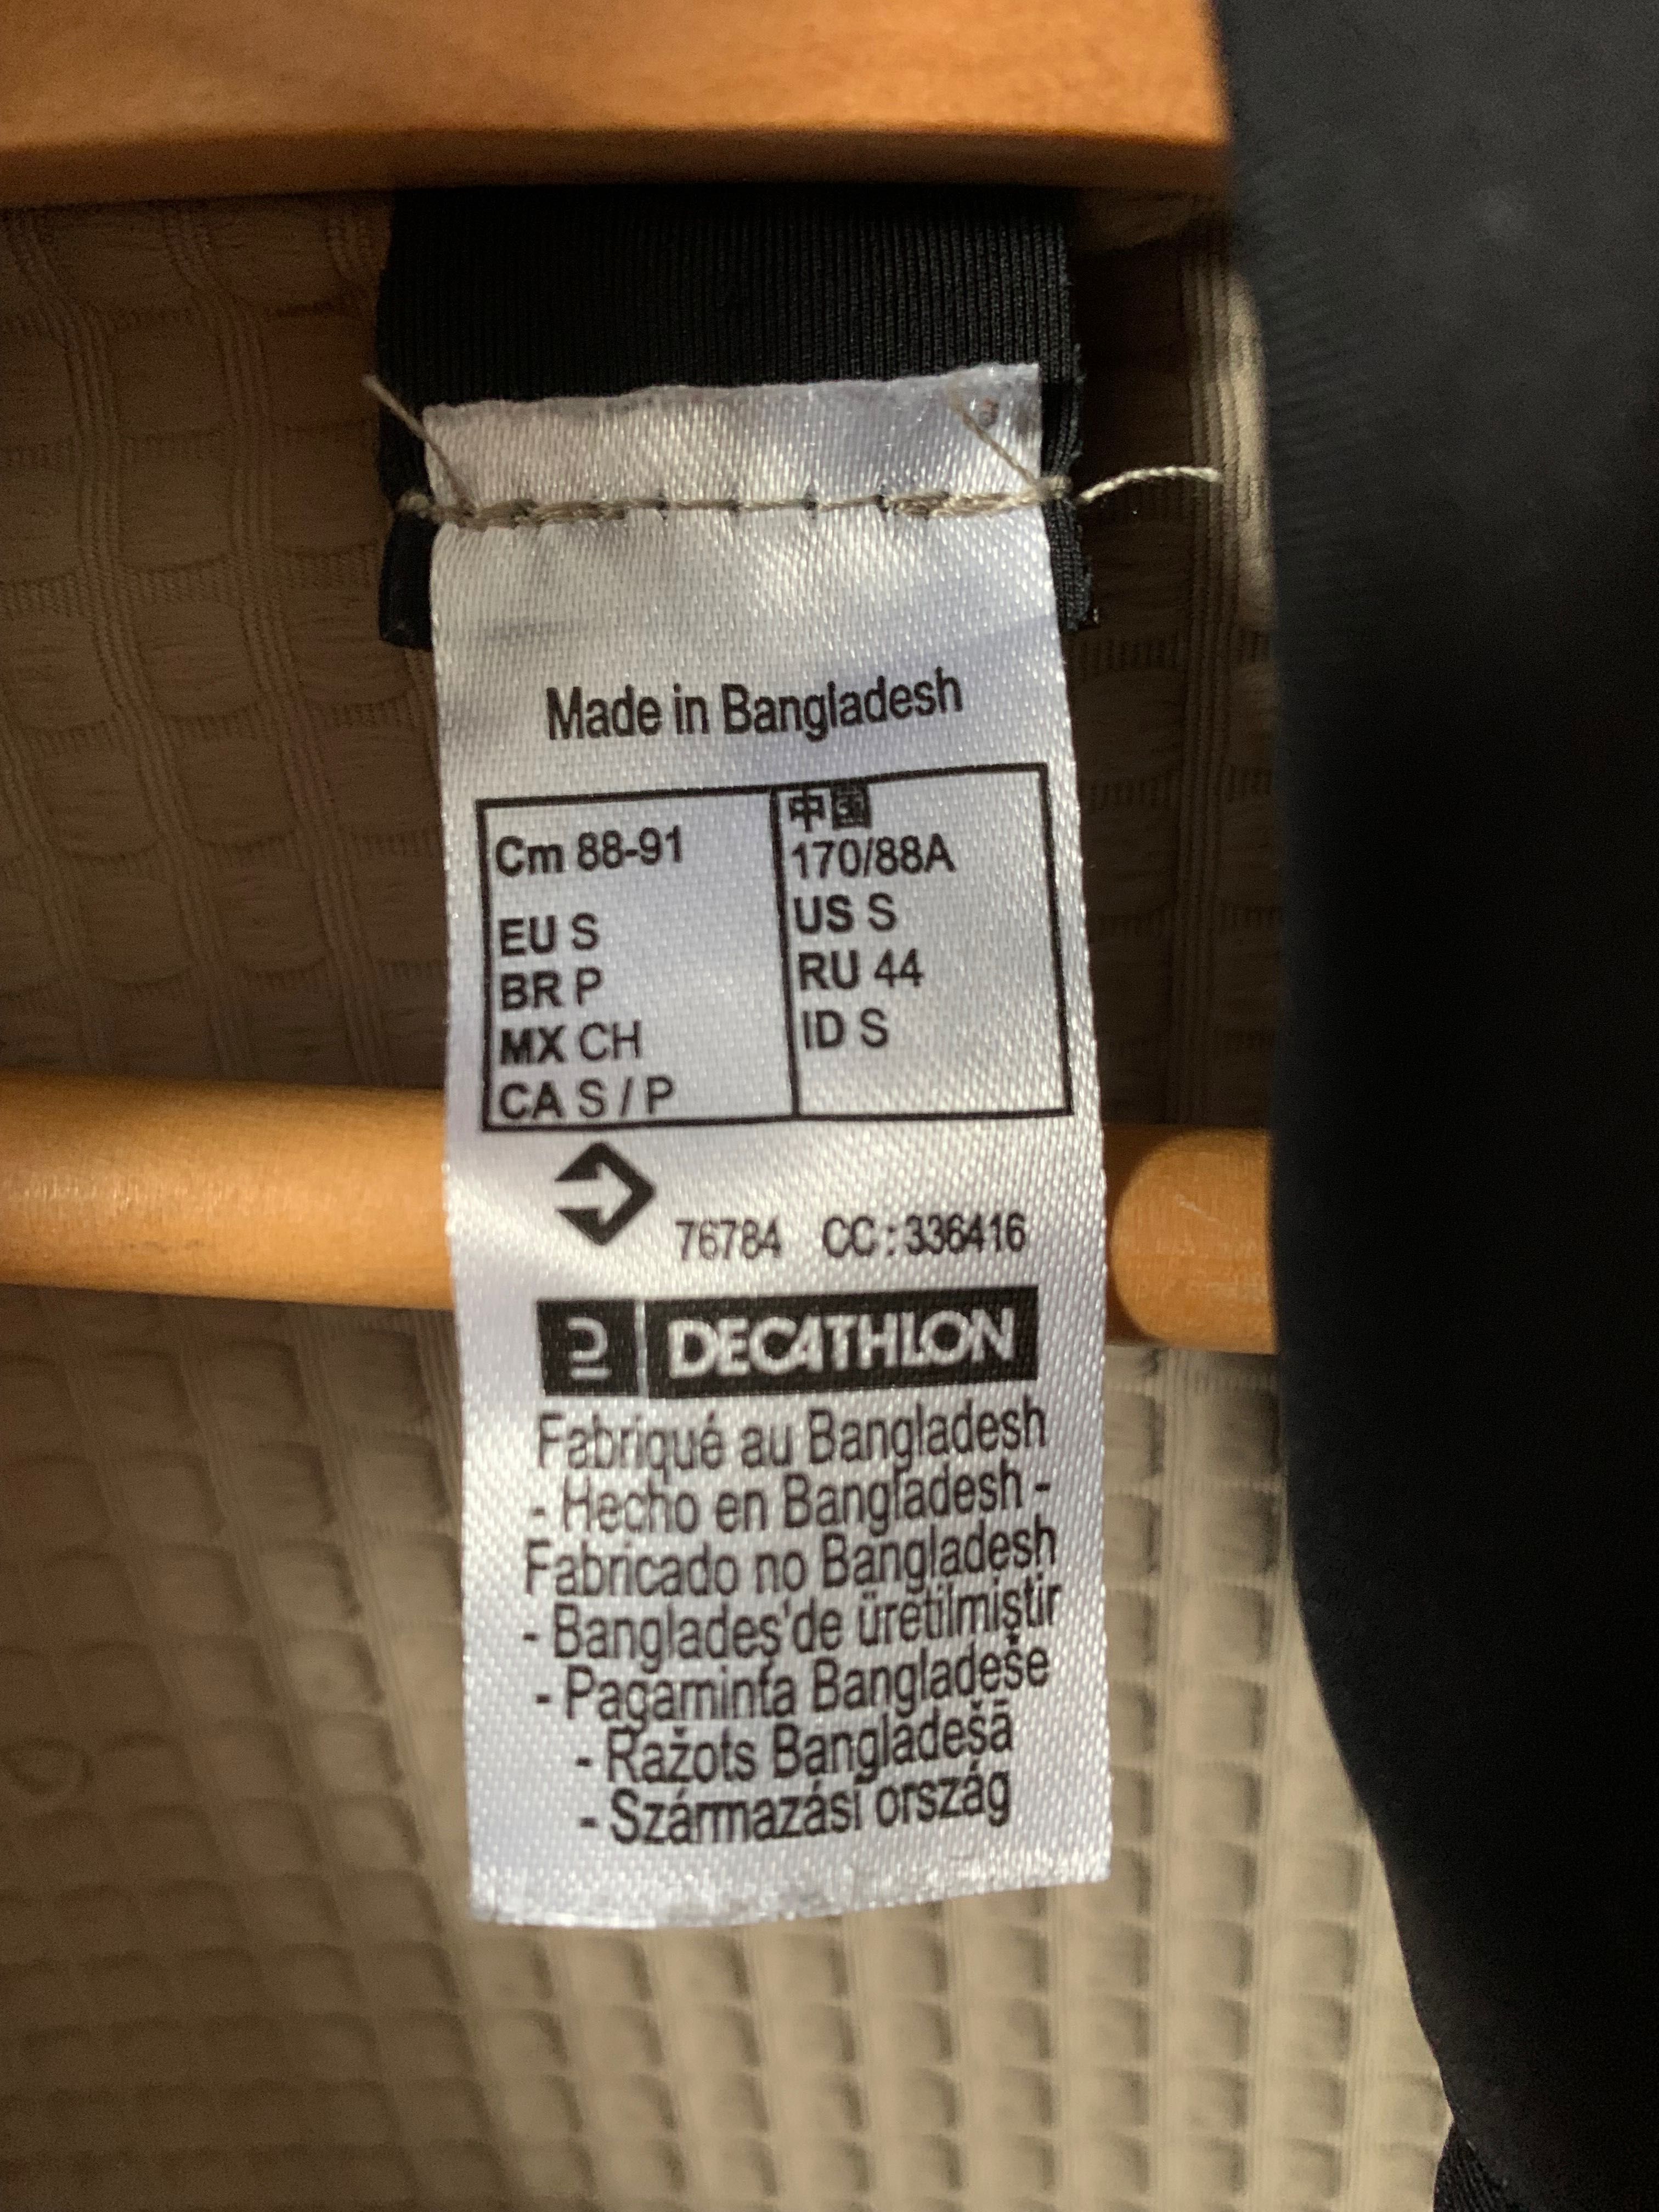 Made in Bangladesh
Cm 88-91
EU S
BR P
MX CH
CA S / P
中国
170/88A
US S
RU 44
ID S
76784 CC : 336416
DECATHLON
Fabriqué au Bangladesh
- Hecho en Bangladesh -
Fabricado no Bangladesh
- Bangladeş'de üretilmiştir
- Pagaminta Bangladeše
- Ražots Bangladešā
- Származási ország